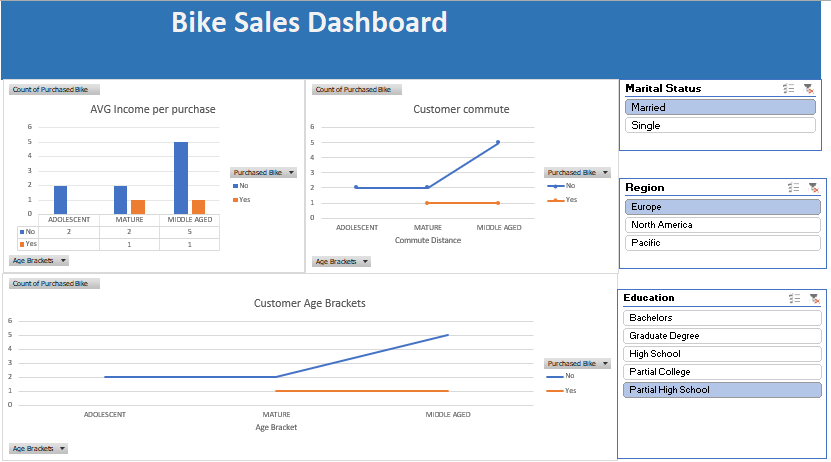 Bike Sales Dashboard
Count of Purchased Bike
AVG Income per purchase
6
5
4
3
2
1
0
ADOLESCENT MATURE MIDDLE AGED
No 2 2 5
Yes 1 1
Purchased Bike
No
Yes
Age Brackets
Count of Purchased Bike
Customer commute
6
5
4
3
2
1
0
ADOLESCENT MATURE MIDDLE AGED
Commute Distance
Purchased Bike
No
Yes
Age Brackets
Marital Status
Married
Single
Region
Europe
North America
Pacific
Count of Purchased Bike
Customer Age Brackets
6
5
4
3
2
1
0
ADOLESCENT MATURE MIDDLE AGED
Age Bracket
Purchased Bike
No
Yes
Age Brackets
Education
Bachelors
Graduate Degree
High School
Partial College
Partial High School